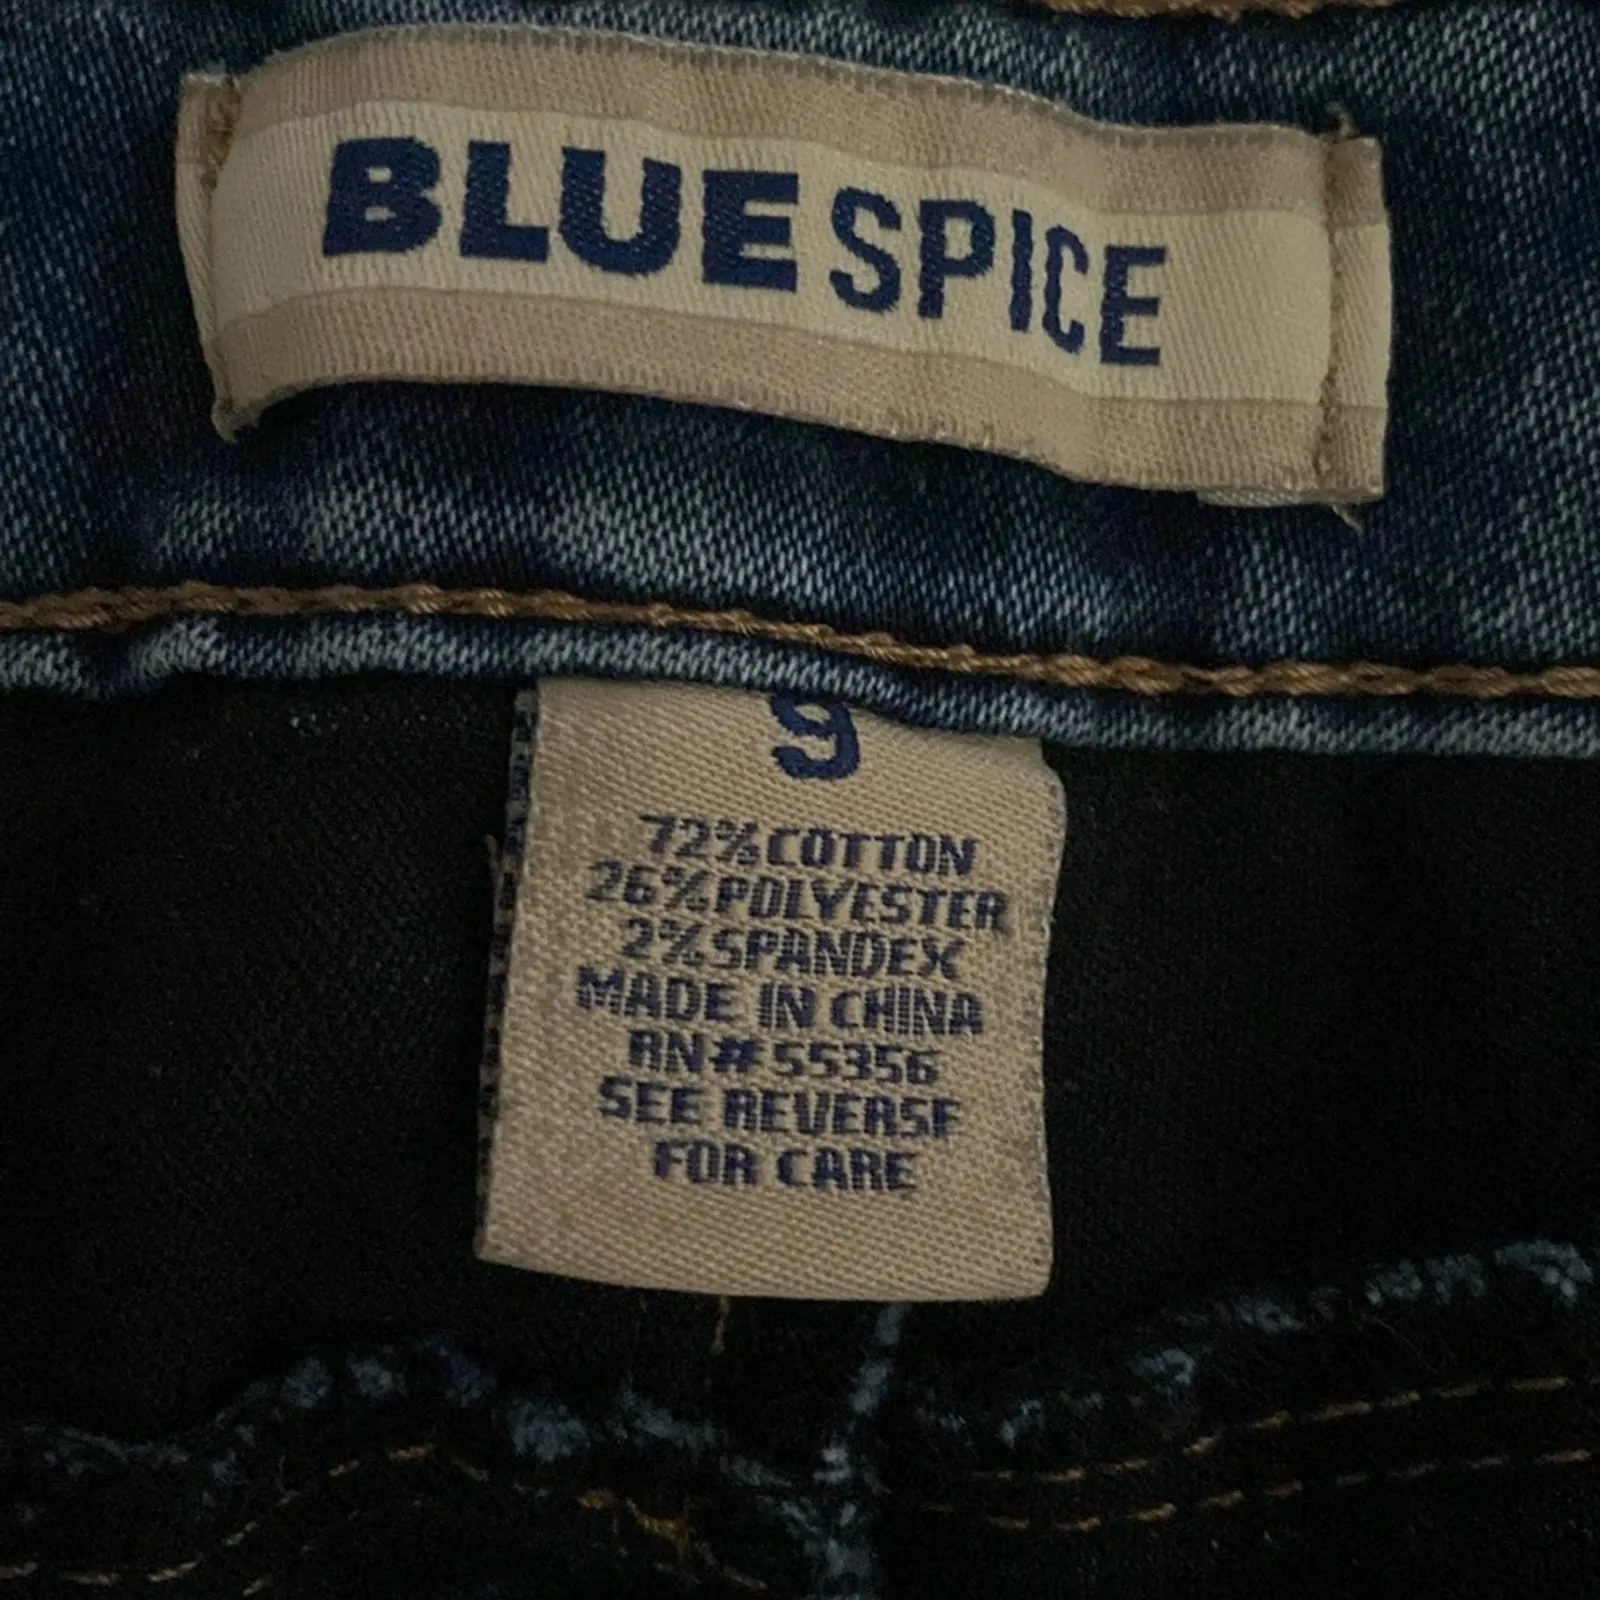 BLUE SPICE
9
72% COTTON
26% POLYESTER
2% SPANDEX
MADE IN CHINA
RN# 55356
SEE REVERSE
FOR CARE